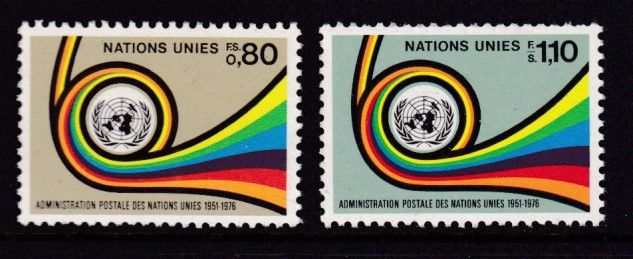 NATIONS UNIES F.S. 0,80
ADMINISTRATION POSTALE DES NATIONS UNIES 1951-1976
NATIONS UNIES F./S. 1,10
ADMINISTRATION POSTALE DES NATIONS UNIES 1951-1976